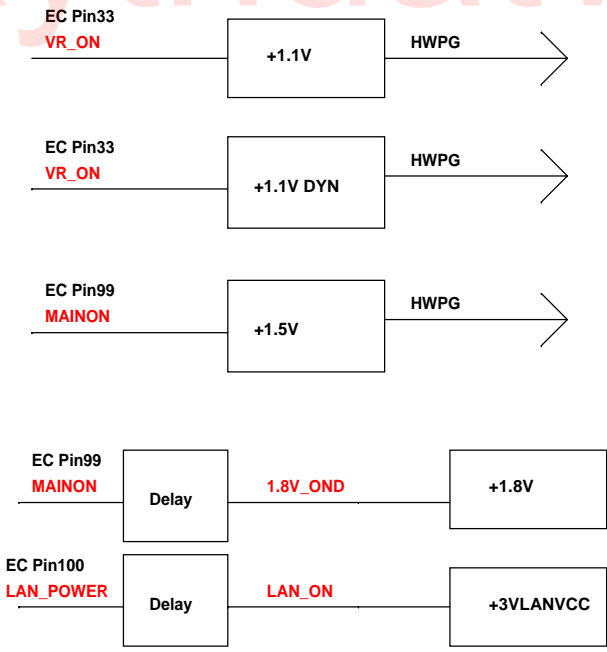 EC Pin33
VR_ON
+1.1V
HWPG
EC Pin33
VR_ON
+1.1V DYN
HWPG
EC Pin99
MAINON
+1.5V
HWPG
EC Pin99
MAINON
Delay
1.8V_OND
+1.8V
EC Pin100
LAN_POWER
Delay
LAN_ON
+3VLANVCC